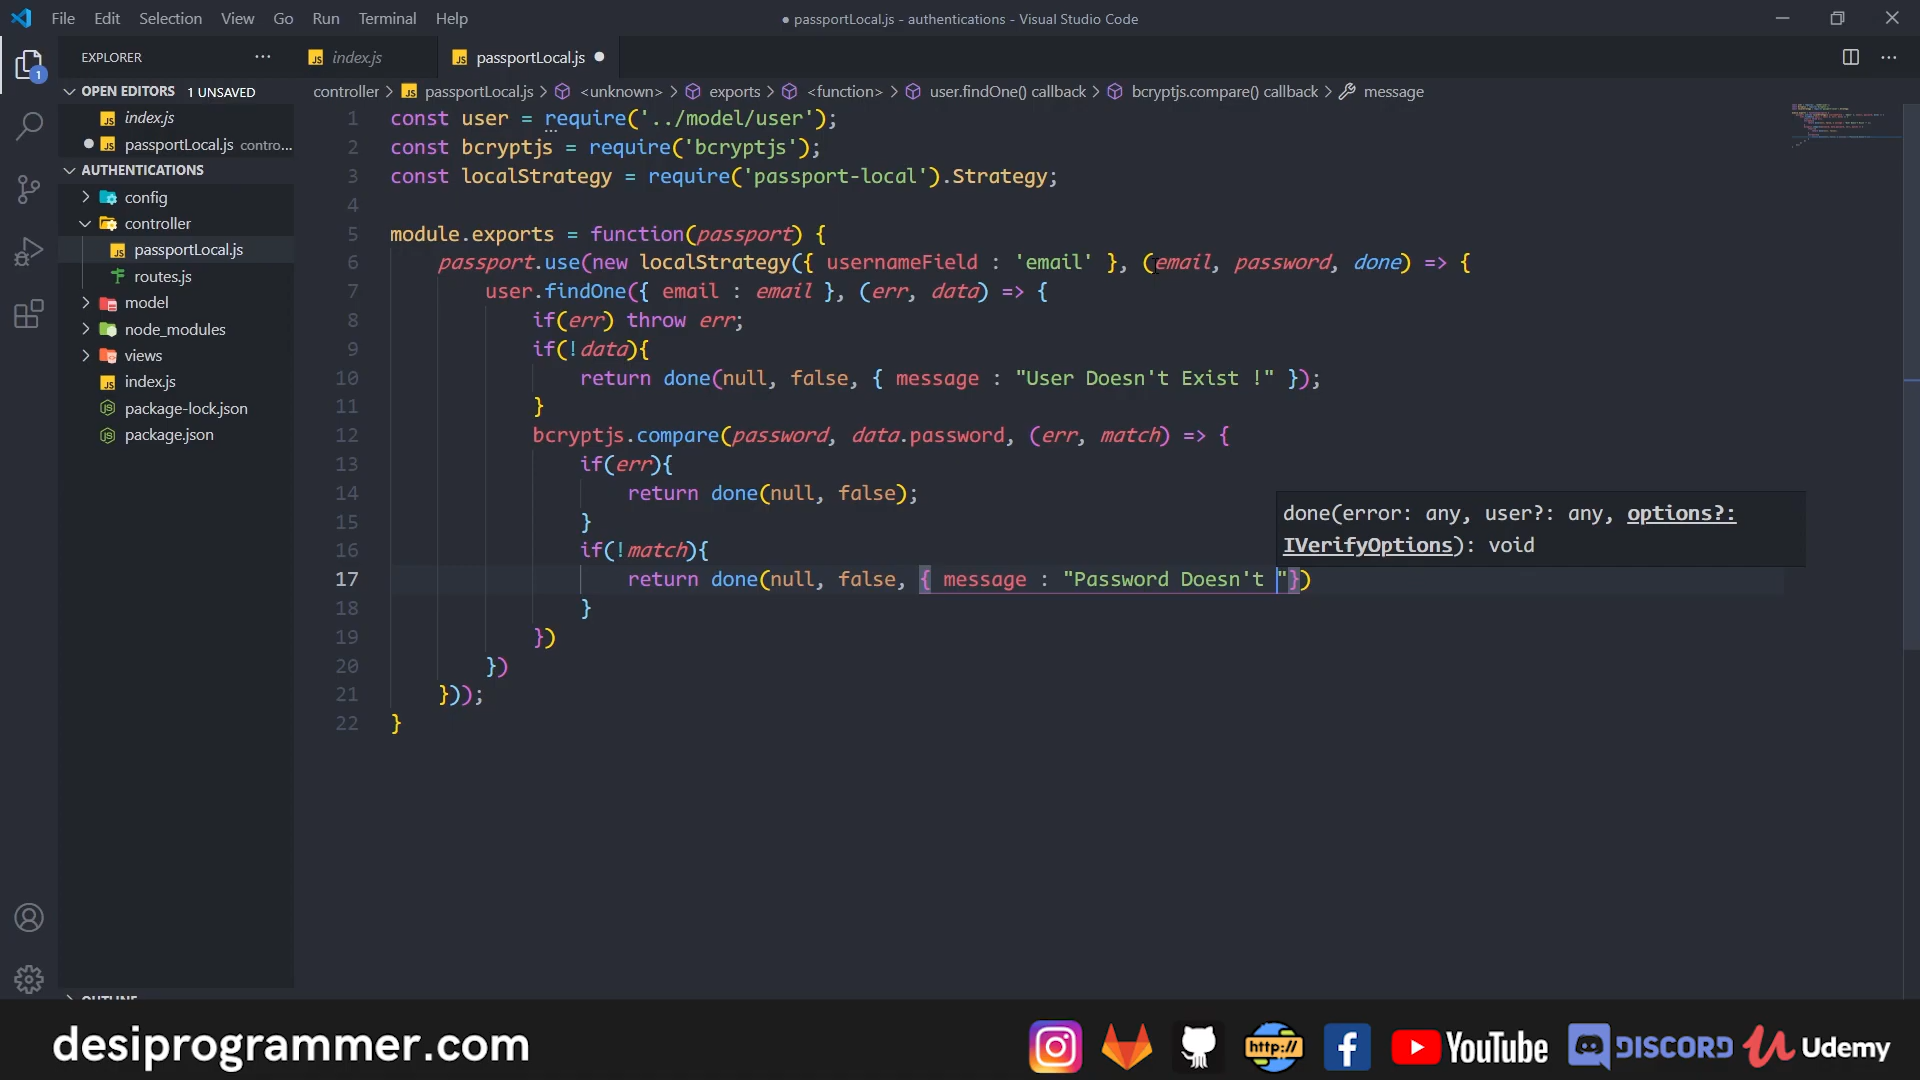 File Edit Selection View Go Run Terminal Help
● passportLocal.js - authentications - Visual Studio Code
EXPLORER
index.js
passportLocal.js
OPEN EDITORS 1 UNSAVED
index.js
passportLocal.js contro...
AUTHENTICATIONS
config
controller
passportLocal.js
routes.js
model
node_modules
views
index.js
package-lock.json
package.json
1
controller > passportLocal.js > <unknown> > exports > <function> > user.findOne() callback > bcryptjs.compare() callback > message
1 const user = require('../model/user');
2 const bcryptjs = require('bcryptjs');
3 const localStrategy = require('passport-local').Strategy;
4
5 module.exports = function(passport) {
6 passport.use(new localStrategy({ usernameField : 'email' }, (email, password, done) => {
7 user.findOne({ email : email }, (err, data) => {
8 if(err) throw err;
9 if(!data){
10 return done(null, false, { message : "User Doesn't Exist !" });
11 }
12 bcryptjs.compare(password, data.password, (err, match) => {
13 if(err){
14 return done(null, false);
15 }
16 if(!match){
17 return done(null, false, { message : "Password Doesn't "})
18 }
19 })
20 })
21 }));
22 }
done(error: any, user?: any, options?:
IVerifyOptions): void
desiprogrammer.com
http://
YouTube
DISCORD
Udemy